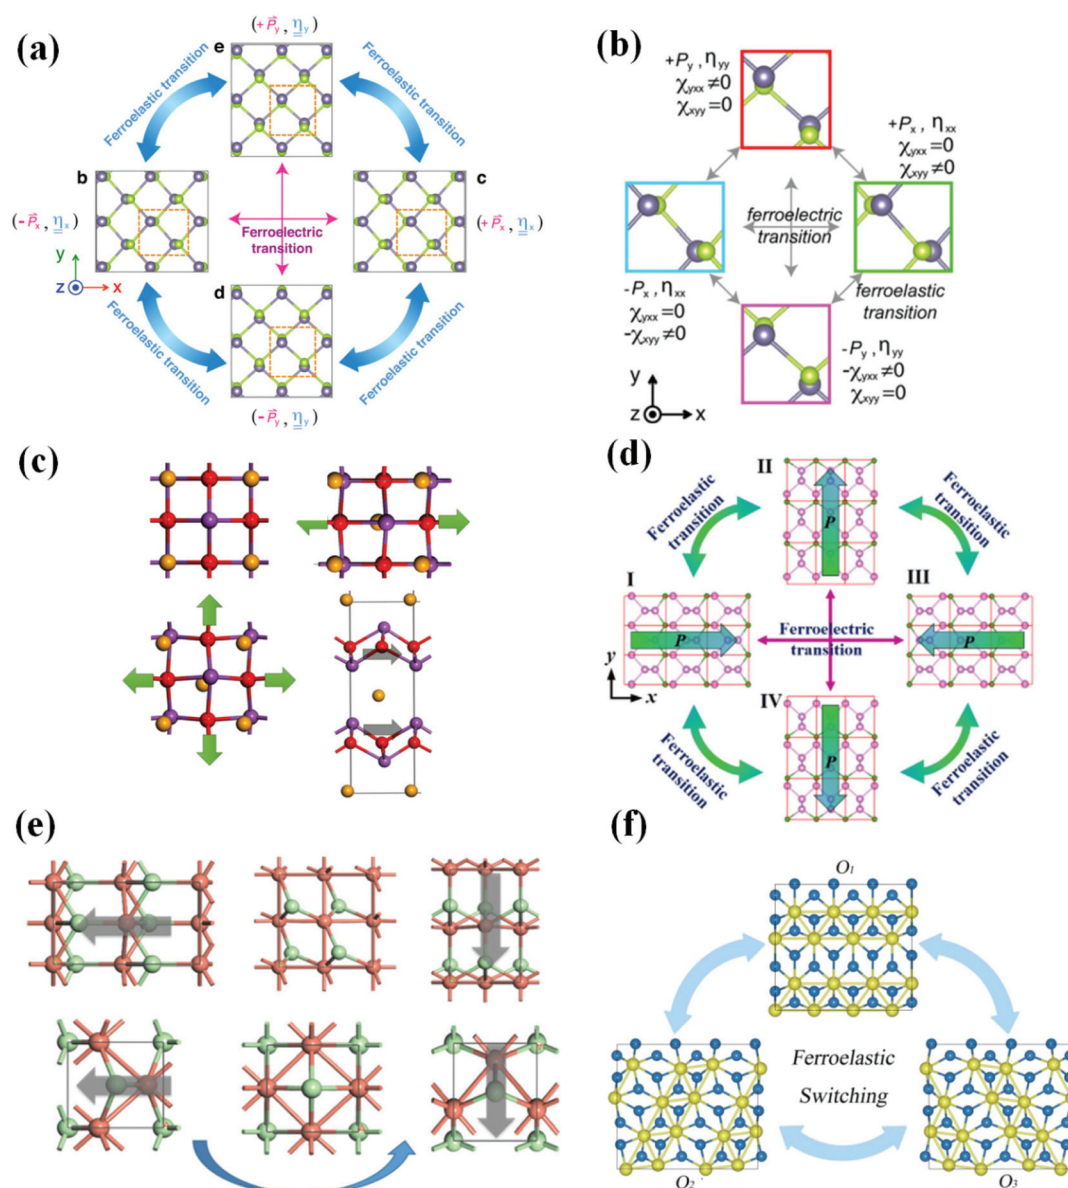 (a)
(+P⃗y, η̳y)
e
Ferroelastic transition
Ferroelastic transition
b
c
(-P⃗x, η̳x)
Ferroelectric
transition
(+P⃗x, η̳x)
y
z
x
d
Ferroelastic transition
Ferroelastic transition
(-P⃗y, η̳y)
(b)
+Py, ηyy
χyxx≠0
χxyy=0
+Px, ηxx
χyxx=0
χxyy≠0
ferroelectric
transition
-Px, ηxx
χyxx=0
-χxyy≠0
ferroelastic
transition
-Py, ηyy
-χyxx≠0
χxyy=0
y
z
x
(c)
(d)
II
Ferroelastic
transition
Ferroelastic
transition
P
I
III
P
Ferroelectric
transition
P
y
x
IV
Ferroelastic
transition
P
Ferroelastic
transition
(e)
(f)
O1
Ferroelastic
Switching
O2
O3